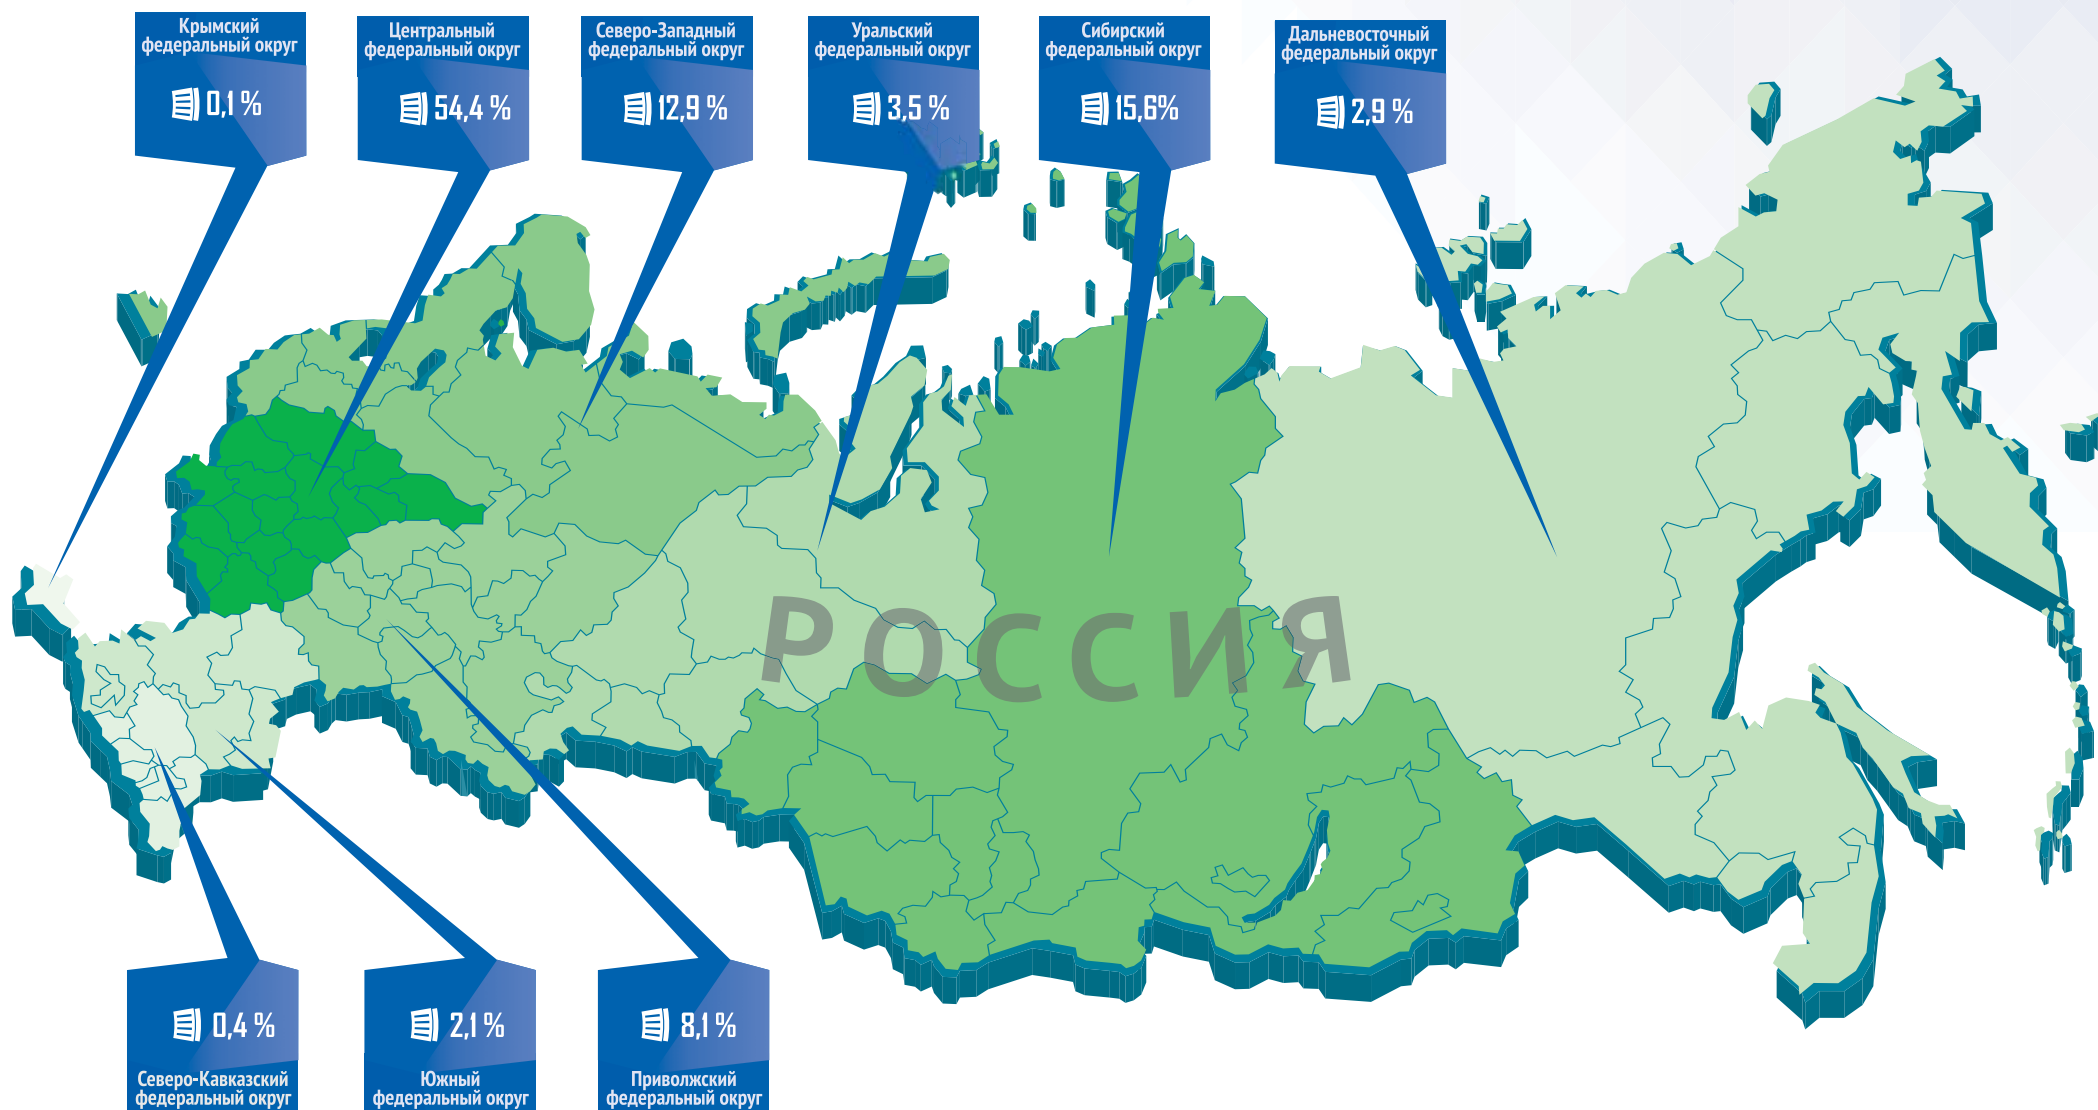 Крымский
федеральный округ
0,1 %
Центральный
федеральный округ
54,4 %
Северо-Западный
федеральный округ
12,9 %
Уральский
федеральный округ
3,5 %
Сибирский
федеральный округ
15,6%
Дальневосточный
федеральный округ
2,9 %
РОССИЯ
0,4 %
Северо-Кавказский
федеральный округ
2,1 %
Южный
федеральный округ
8,1 %
Приволжский
федеральный округ